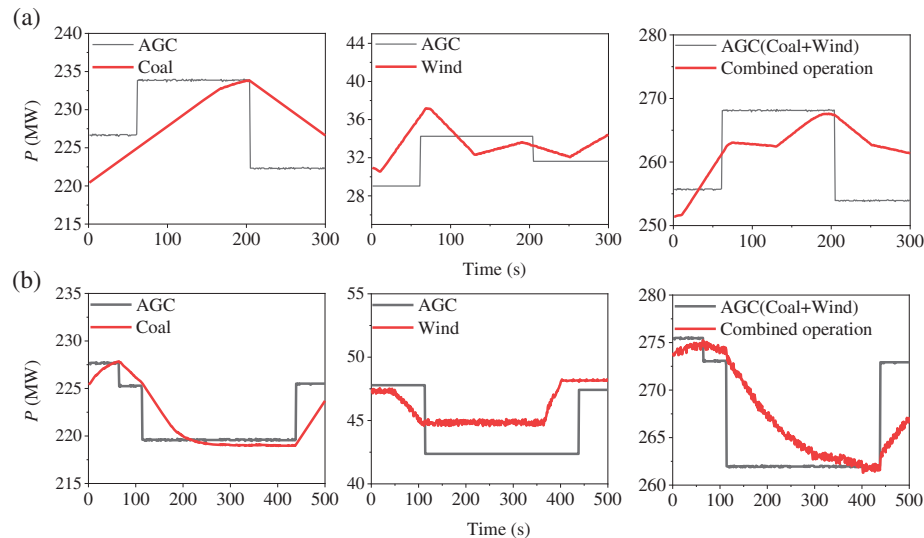 (a)
240
235
230
225
220
215
P (MW)
AGC
Coal
0 100 200 300
44
40
36
32
28
AGC
Wind
0 100 200 300
Time (s)
280
270
260
250
AGC(Coal+Wind)
Combined operation
0 100 200 300
(b)
235
230
225
220
215
P (MW)
AGC
Coal
0 100 200 300 400 500
55
50
45
40
AGC
Wind
0 100 200 300 400 500
Time (s)
280
275
270
265
260
AGC(Coal+Wind)
Combined operation
0 100 200 300 400 500